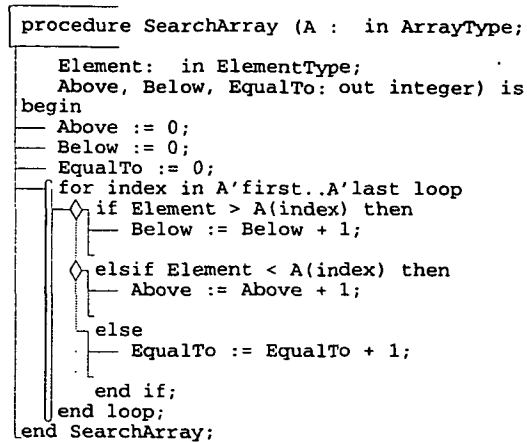 procedure SearchArray (A : in ArrayType;
Element: in ElementType;
Above, Below, EqualTo: out integer) is
begin
Above := 0;
Below := 0;
EqualTo := 0;
for index in A'first..A'last loop
if Element > A(index) then
Below := Below + 1;
elsif Element < A(index) then
Above := Above + 1;
else
EqualTo := EqualTo + 1;
end if;
end loop;
end SearchArray;